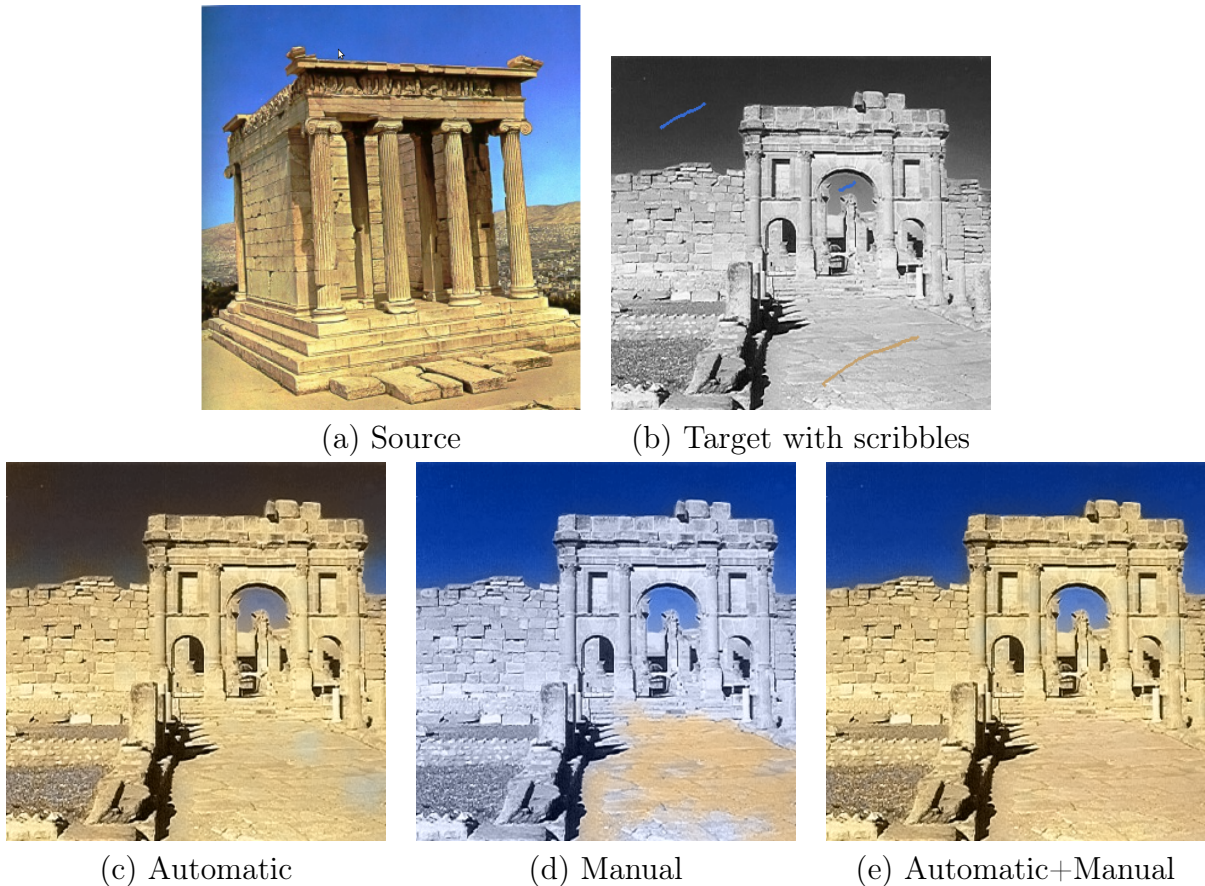 (a) Source
(b) Target with scribbles
(c) Automatic
(d) Manual
(e) Automatic+Manual